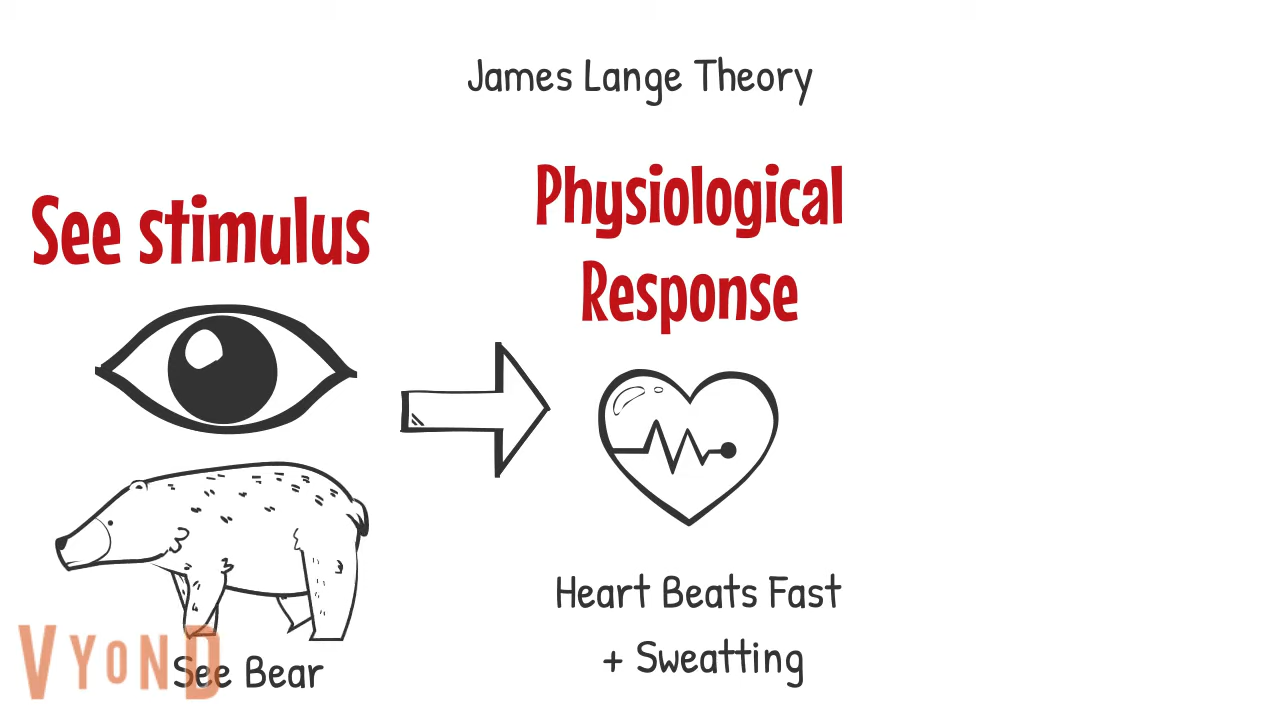 James Lange Theory
See stimulus
Physiological
Response
Heart Beats Fast
+ Sweatting
See Bear
VYOND